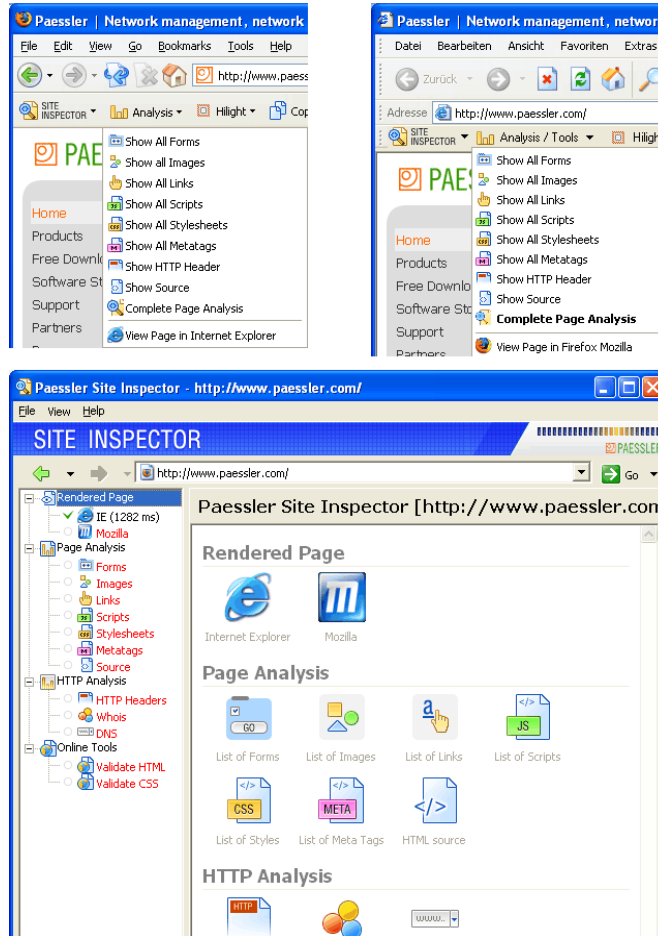 Paessler | Network management, network
File Edit View Go Bookmarks Tools Help
http://www.paess
SITE INSPECTOR Analysis Hilight Cop
PAE
Show All Forms
Show all Images
Show All Links
Show All Scripts
Show All Stylesheets
Show All Metatags
Show HTTP Header
Show Source
Complete Page Analysis
View Page in Internet Explorer
Home
Products
Free Downlo
Software St
Support
Partners
Paessler | Network management, networ
Datei Bearbeiten Ansicht Favoriten Extras
Zurück
Adresse http://www.paessler.com/
SITE INSPECTOR Analysis / Tools Hiligh
PAES
Show All Forms
Show All Images
Show All Links
Show All Scripts
Show All Stylesheets
Show All Metatags
Show HTTP Header
Show Source
Complete Page Analysis
View Page in Firefox Mozilla
Home
Products
Free Downlo
Software Sto
Support
Partners
Paessler Site Inspector - http://www.paessler.com/
File View Help
SITE INSPECTOR
PAESSLER
http://www.paessler.com/ Go
Rendered Page
IE (1282 ms)
Mozilla
Page Analysis
Forms
Images
Links
Scripts
Stylesheets
Metatags
Source
HTTP Analysis
HTTP Headers
Whois
DNS
Online Tools
Validate HTML
Validate CSS
Paessler Site Inspector [http://www.paessler.com
Rendered Page
Internet Explorer Mozilla
Page Analysis
GO a JS
List of Forms List of Images List of Links List of Scripts
CSS META </>
List of Styles List of Meta Tags HTML source
HTTP Analysis
HTTP www.